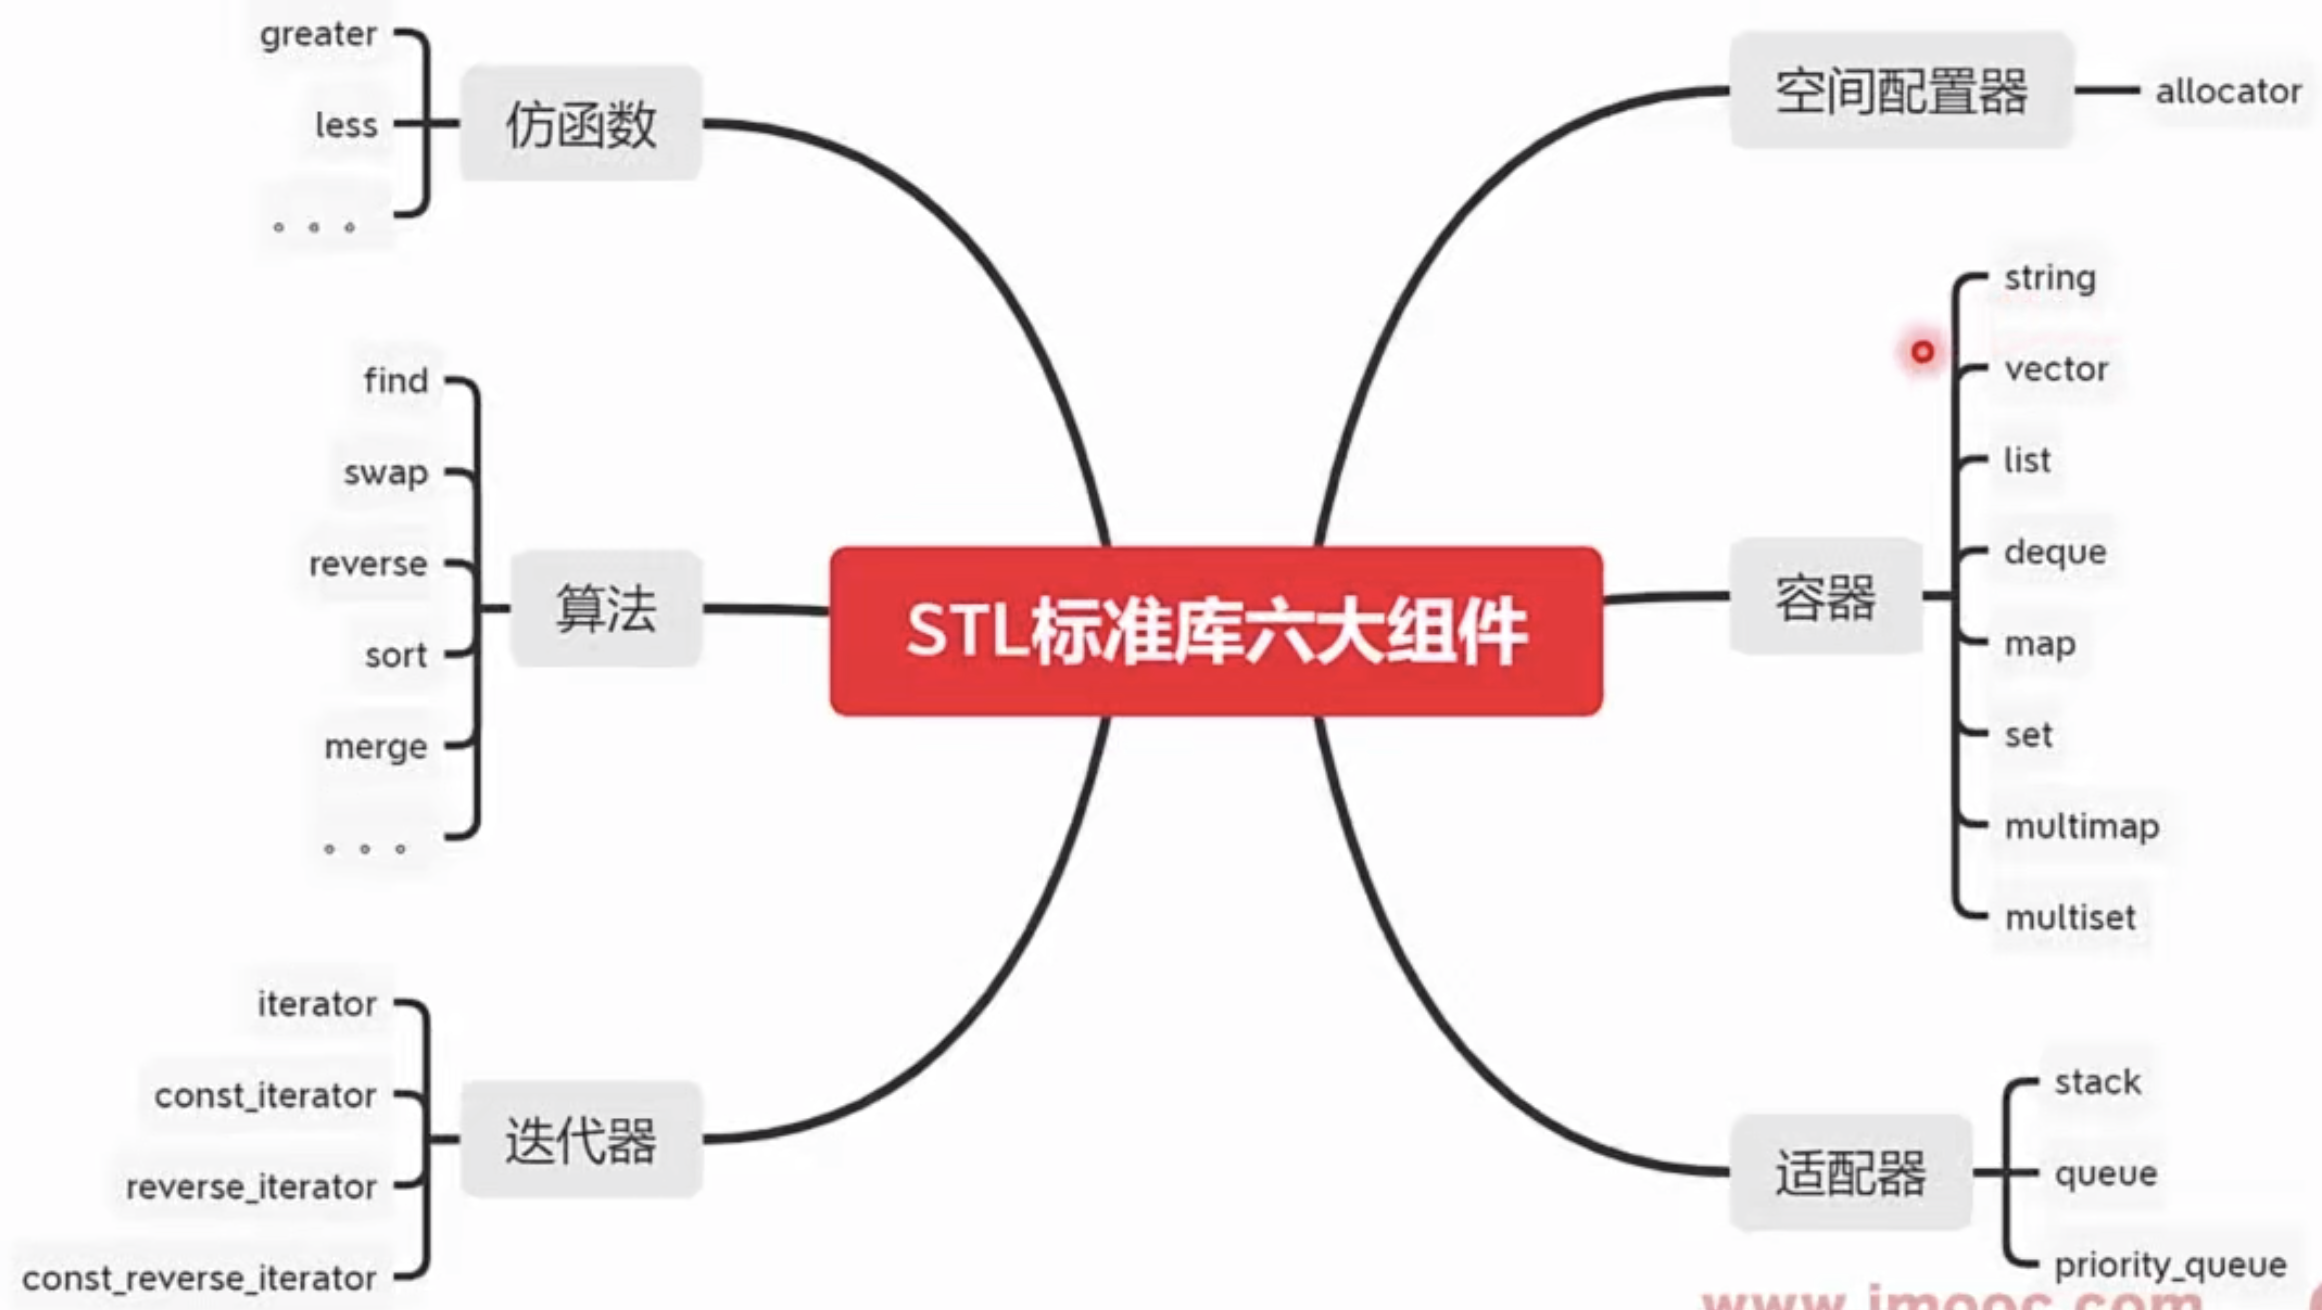 STL标准库六大组件
仿函数
greater
less
。。。
算法
find
swap
reverse
sort
merge
。。。
迭代器
iterator
const_iterator
reverse_iterator
const_reverse_iterator
空间配置器
allocator
容器
string
vector
list
deque
map
set
multimap
multiset
适配器
stack
queue
priority_queue
www.imooc.com